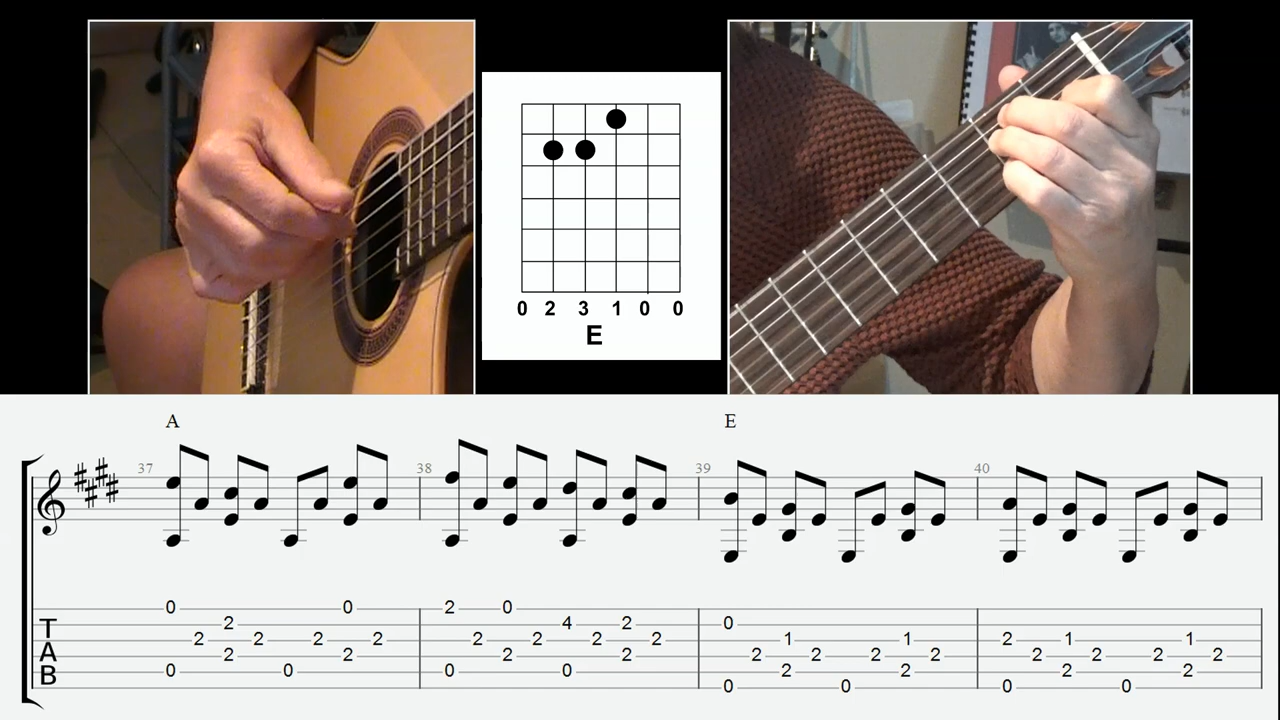 0 2 3 1 0 0
E
A E
37 38 39 40
0 0 2 0 0
2 4 2
2 2 2 2 2 2 2 2 1 1 2 1 1
T
A
B
2 2 2 2 2 2 2 2 2 2 2 2
0 0 0 0 2 2 2 2
0 0 0 0